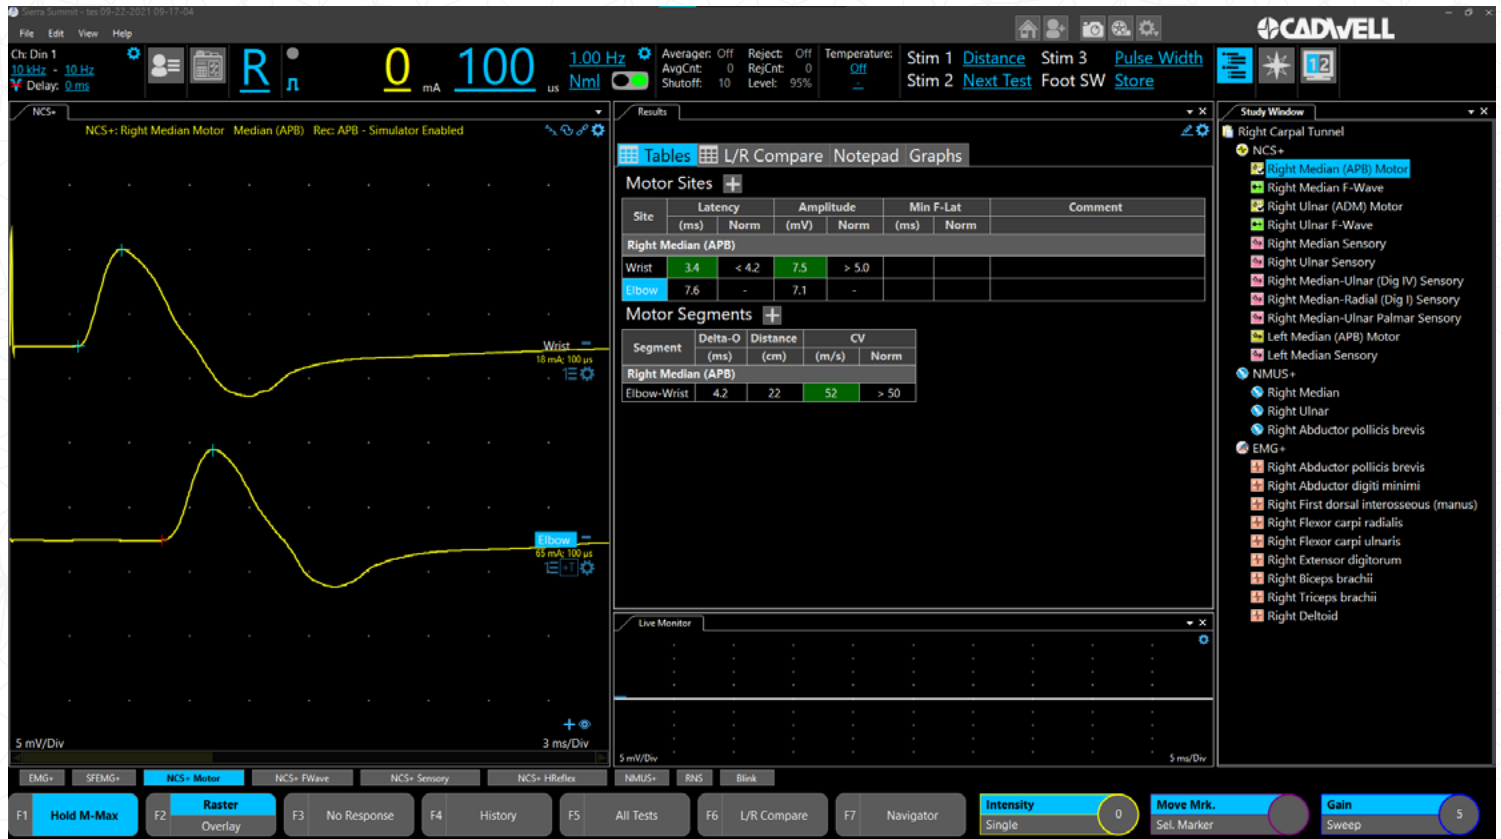 Sierra Summit - tes 09-22-2021 09-17-04
File Edit View Help
CADWELL
Ch: Din 1
10 kHz - 10 Hz
Delay: 0 ms
R
0 mA
100 us
1.00 Hz
Nml
Averager: Off Reject: Off Temperature:
AvgCnt: 0 RejCnt: 0 Off
Shutoff: 10 Level: 95% -
Stim 1 Distance Stim 3 Pulse Width
Stim 2 Next Test Foot SW Store
12
NCS+
NCS+: Right Median Motor Median (APB) Rec: APB - Simulator Enabled
Wrist
18 mA; 100 µs
Elbow
65 mA; 100 µs
+T
5 mV/Div
3 ms/Div
Results
Tables L/R Compare Notepad Graphs
Motor Sites
Site Latency Amplitude Min F-Lat Comment
(ms) Norm (mV) Norm (ms) Norm
Right Median (APB)
Wrist 3.4 < 4.2 7.5 > 5.0
Elbow 7.6 - 7.1 -
Motor Segments
Segment Delta-O Distance CV
(ms) (cm) (m/s) Norm
Right Median (APB)
Elbow-Wrist 4.2 22 52 > 50
Live Monitor
5 mV/Div
5 ms/Div
Study Window
Right Carpal Tunnel
NCS+
Right Median (APB) Motor
Right Median F-Wave
Right Ulnar (ADM) Motor
Right Ulnar F-Wave
Right Median Sensory
Right Ulnar Sensory
Right Median-Ulnar (Dig IV) Sensory
Right Median-Radial (Dig I) Sensory
Right Median-Ulnar Palmar Sensory
Left Median (APB) Motor
Left Median Sensory
NMUS+
Right Median
Right Ulnar
Right Abductor pollicis brevis
EMG+
Right Abductor pollicis brevis
Right Abductor digiti minimi
Right First dorsal interosseous (manus)
Right Flexor carpi radialis
Right Flexor carpi ulnaris
Right Extensor digitorum
Right Biceps brachii
Right Triceps brachii
Right Deltoid
EMG+ SFEMG+ NCS+ Motor NCS+ FWave NCS+ Sensory NCS+ HReflex NMUS+ RNS Blink
F1 Hold M-Max
F2 Raster
Overlay
F3 No Response
F4 History
F5 All Tests
F6 L/R Compare
F7 Navigator
Intensity
Single
0
Move Mrk.
Sel. Marker
Gain
Sweep
5